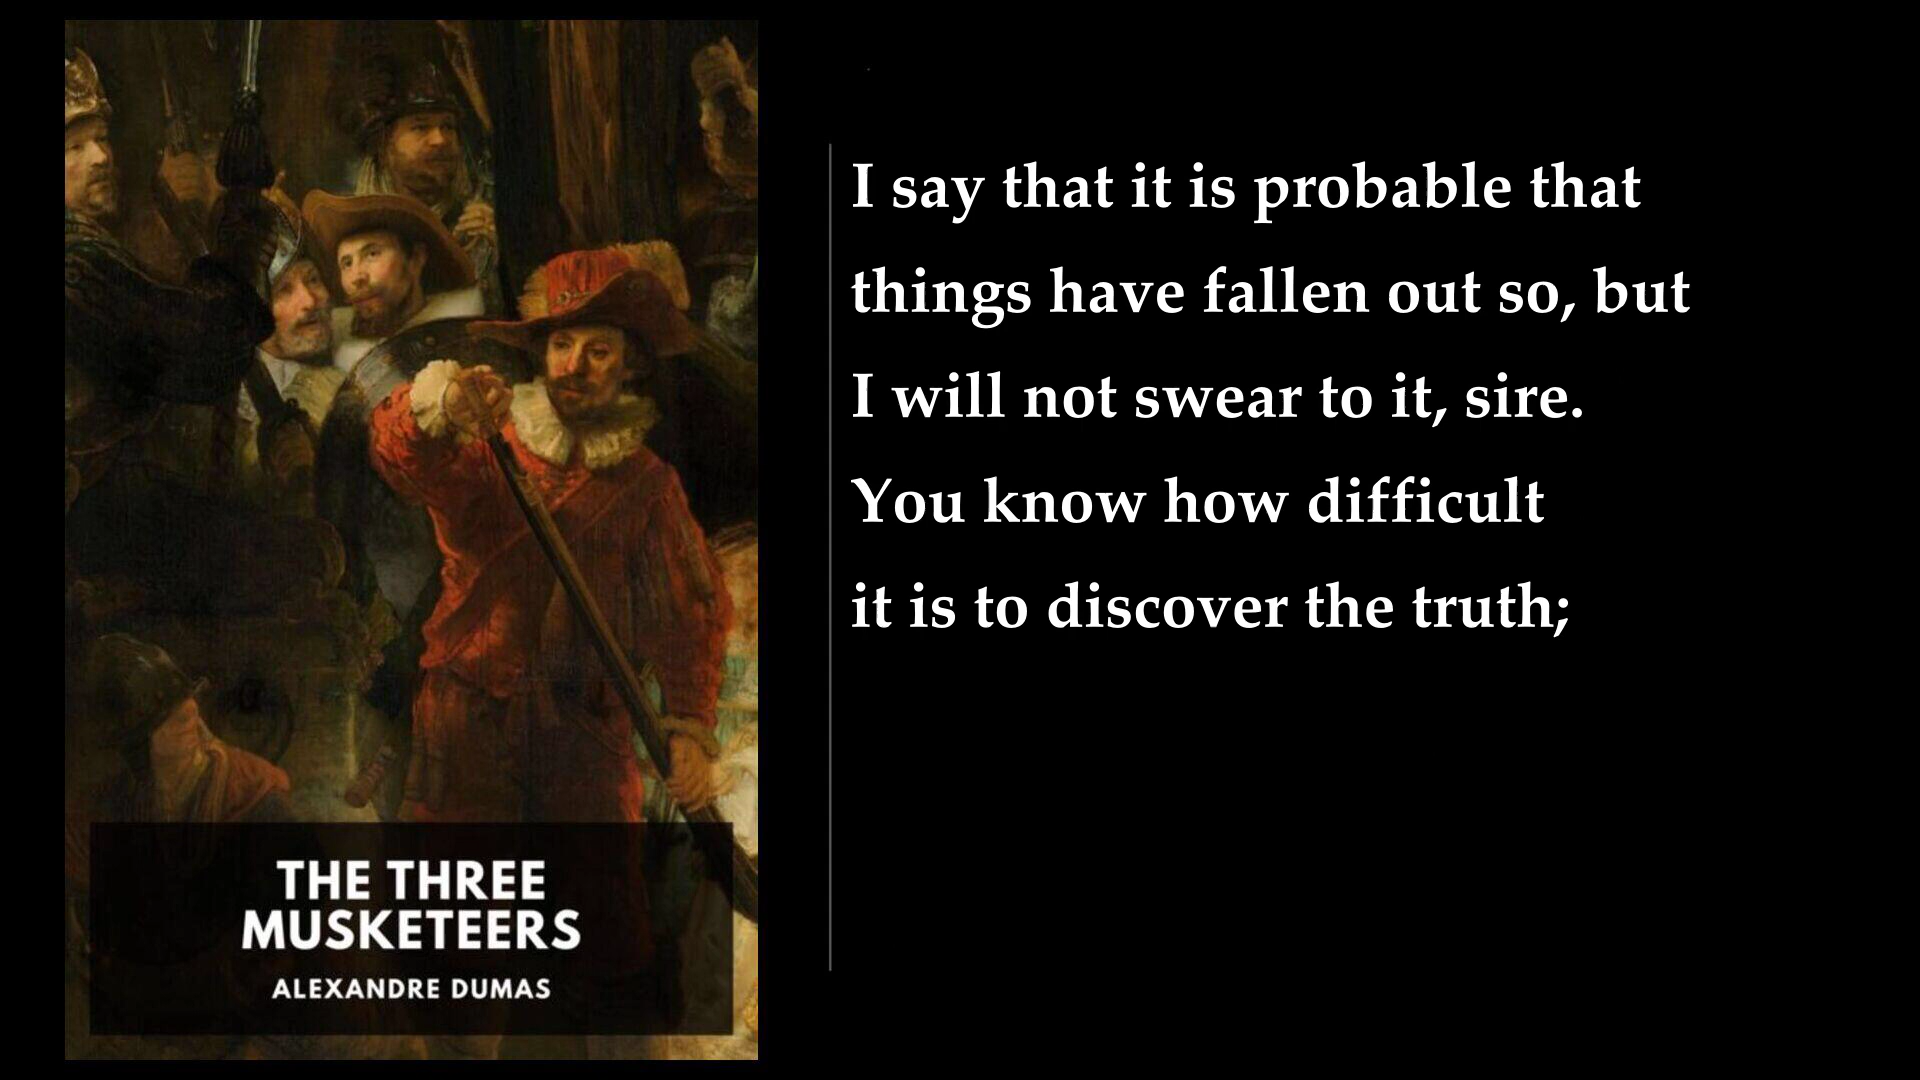 THE THREE
MUSKETEERS
ALEXANDRE DUMAS
I say that it is probable that
things have fallen out so, but
I will not swear to it, sire.
You know how difficult
it is to discover the truth;